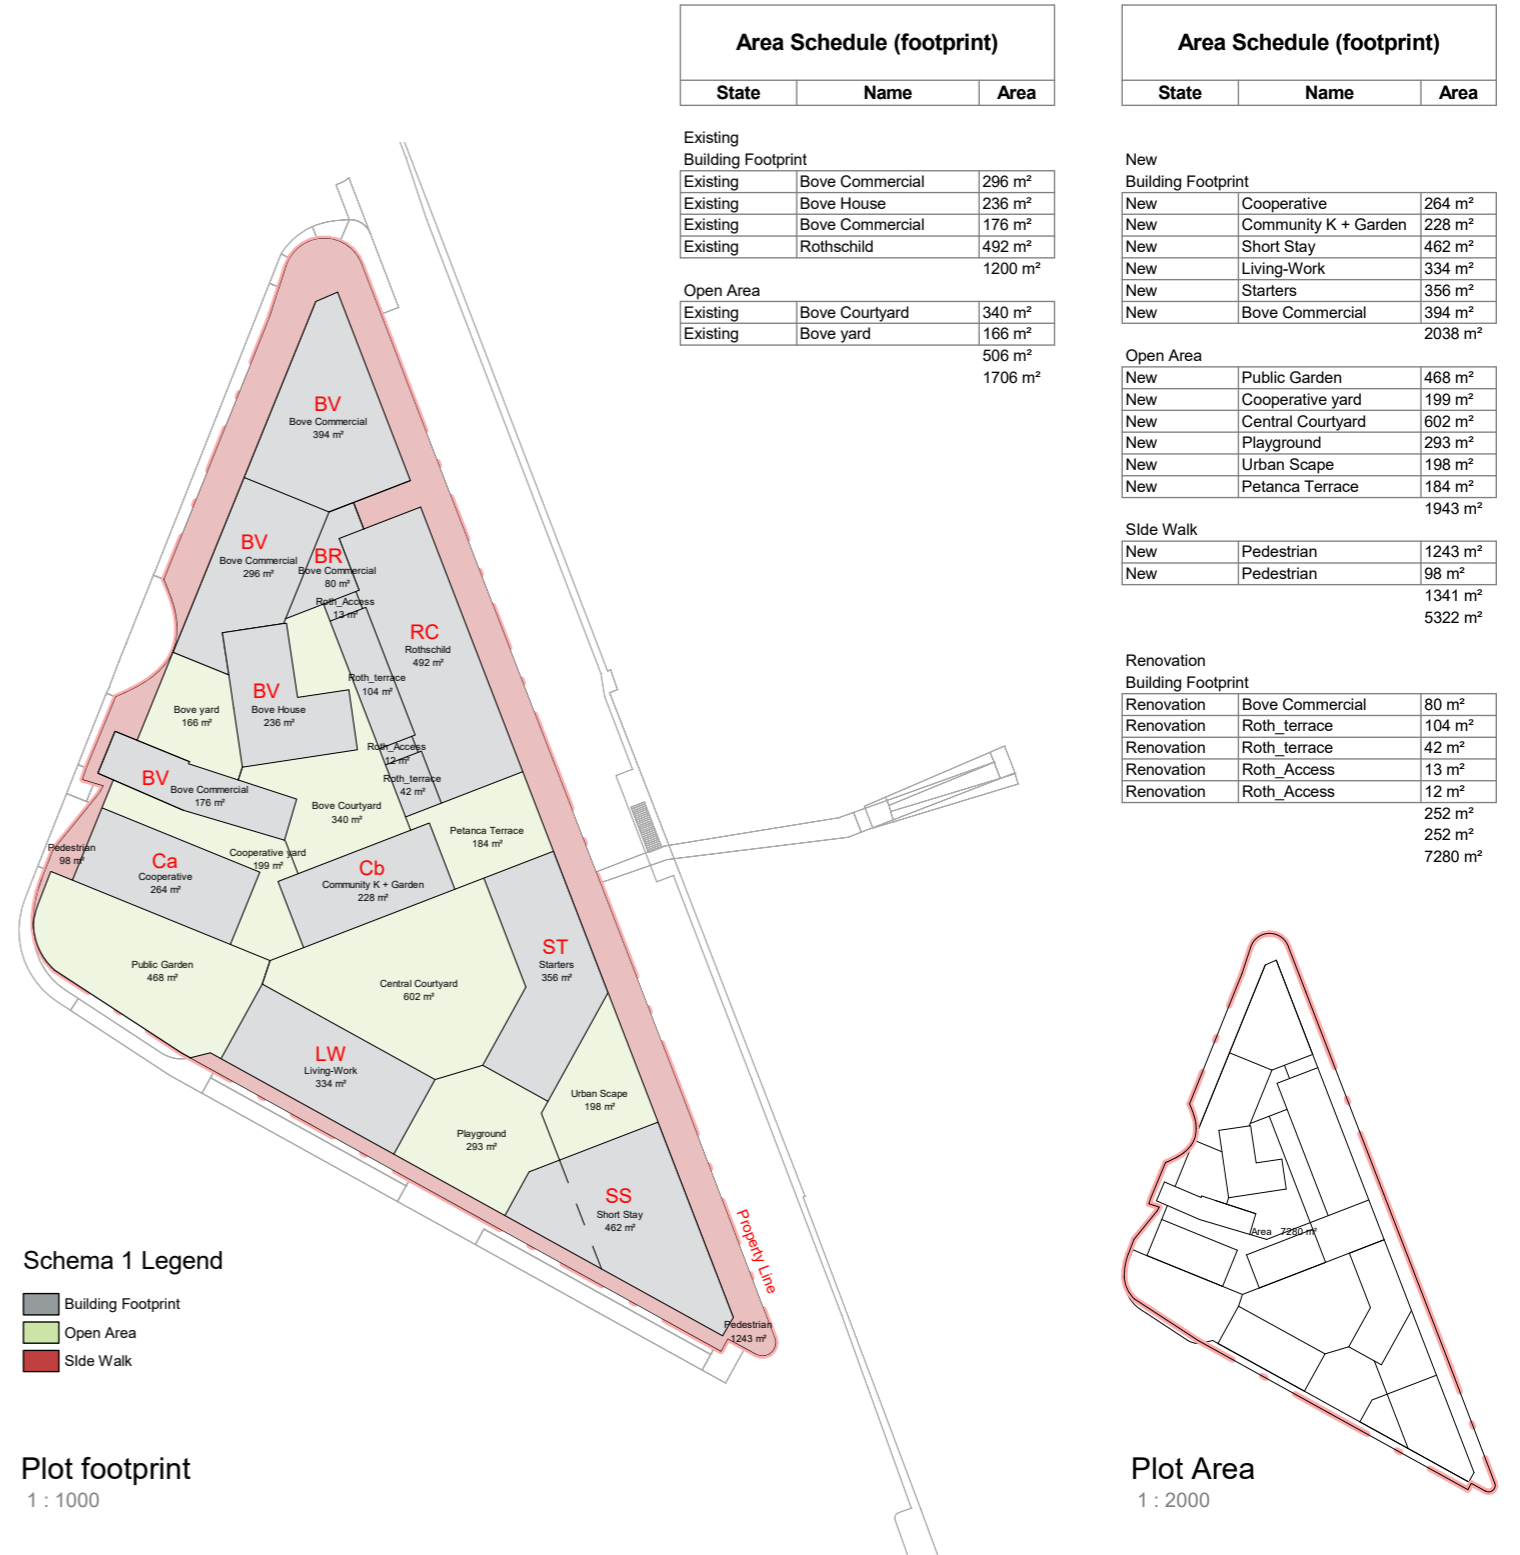 Area Schedule (footprint)
State Name Area
Existing
Building Footprint
Existing Bove Commercial 296 m²
Existing Bove House 236 m²
Existing Bove Commercial 176 m²
Existing Rothschild 492 m²
1200 m²
Open Area
Existing Bove Courtyard 340 m²
Existing Bove yard 166 m²
506 m²
1706 m²
Area Schedule (footprint)
State Name Area
New
Building Footprint
New Cooperative 264 m²
New Community K + Garden 228 m²
New Short Stay 462 m²
New Living-Work 334 m²
New Starters 356 m²
New Bove Commercial 394 m²
2038 m²
Open Area
New Public Garden 468 m²
New Cooperative yard 199 m²
New Central Courtyard 602 m²
New Playground 293 m²
New Urban Scape 198 m²
New Petanca Terrace 184 m²
1943 m²
SIde Walk
New Pedestrian 1243 m²
New Pedestrian 98 m²
1341 m²
5322 m²
Renovation
Building Footprint
Renovation Bove Commercial 80 m²
Renovation Roth_terrace 104 m²
Renovation Roth_terrace 42 m²
Renovation Roth_Access 13 m²
Renovation Roth_Access 12 m²
252 m²
252 m²
7280 m²
BV
Bove Commercial
394 m²
BV
Bove Commercial
296 m²
BR
Bove Commercial
80 m²
Roth_Access
13 m²
RC
Rothschild
492 m²
Roth_terrace
104 m²
BV
Bove House
236 m²
Bove yard
166 m²
Roth_Access
12 m²
Roth_terrace
42 m²
BV
Bove Commercial
176 m²
Bove Courtyard
340 m²
Petanca Terrace
184 m²
Pedestrian
98 m²
Ca
Cooperative
264 m²
Cooperative yard
199 m²
Cb
Community K + Garden
228 m²
ST
Starters
356 m²
Public Garden
468 m²
Central Courtyard
602 m²
LW
Living-Work
334 m²
Urban Scape
198 m²
Playground
293 m²
SS
Short Stay
462 m²
Property Line
Pedestrian
1243 m²
Schema 1 Legend
Building Footprint
Open Area
SIde Walk
Plot footprint
1 : 1000
Area 7280 m²
Plot Area
1 : 2000